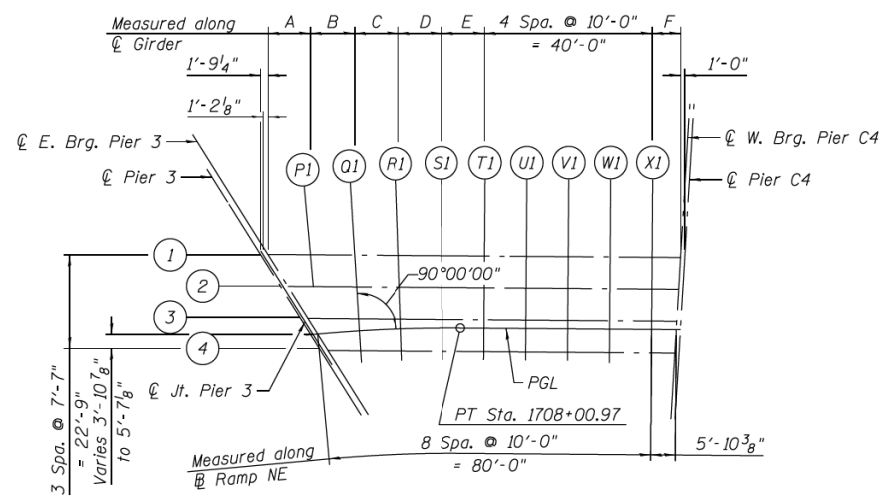 Measured along
℄ Girder
A B C D E 4 Spa. @ 10'-0" F
= 40'-0"
1'-9¼"
1'-0"
1'-2⅛"
℄ E. Brg. Pier 3
℄ W. Brg. Pier C4
℄ Pier 3
℄ Pier C4
P1 Q1 R1 S1 T1 U1 V1 W1 X1
1
2
3
4
90°00'00"
℄ Jt. Pier 3
PGL
PT Sta. 1708+00.97
3 Spa. @ 7'-7"
= 22'-9"
Varies 3'-10⅞"
to 5'-7⅛"
Measured along
℄ Ramp NE
8 Spa. @ 10'-0"
= 80'-0"
5'-10⅜"